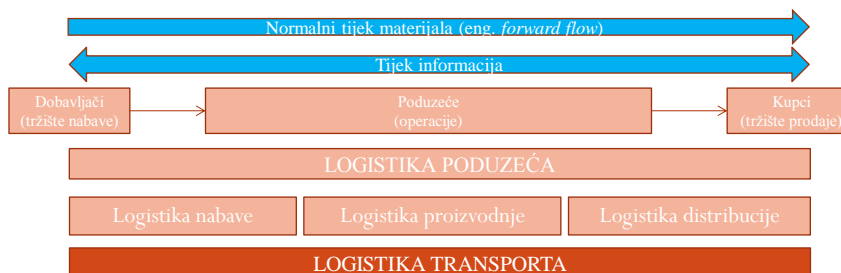 Normalni tijek materijala (eng. forward flow)
Tijek informacija
Dobavljači
(tržište nabave)
Poduzeće
(operacije)
Kupci
(tržište prodaje)
LOGISTIKA PODUZEĆA
Logistika nabave
Logistika proizvodnje
Logistika distribucije
LOGISTIKA TRANSPORTA